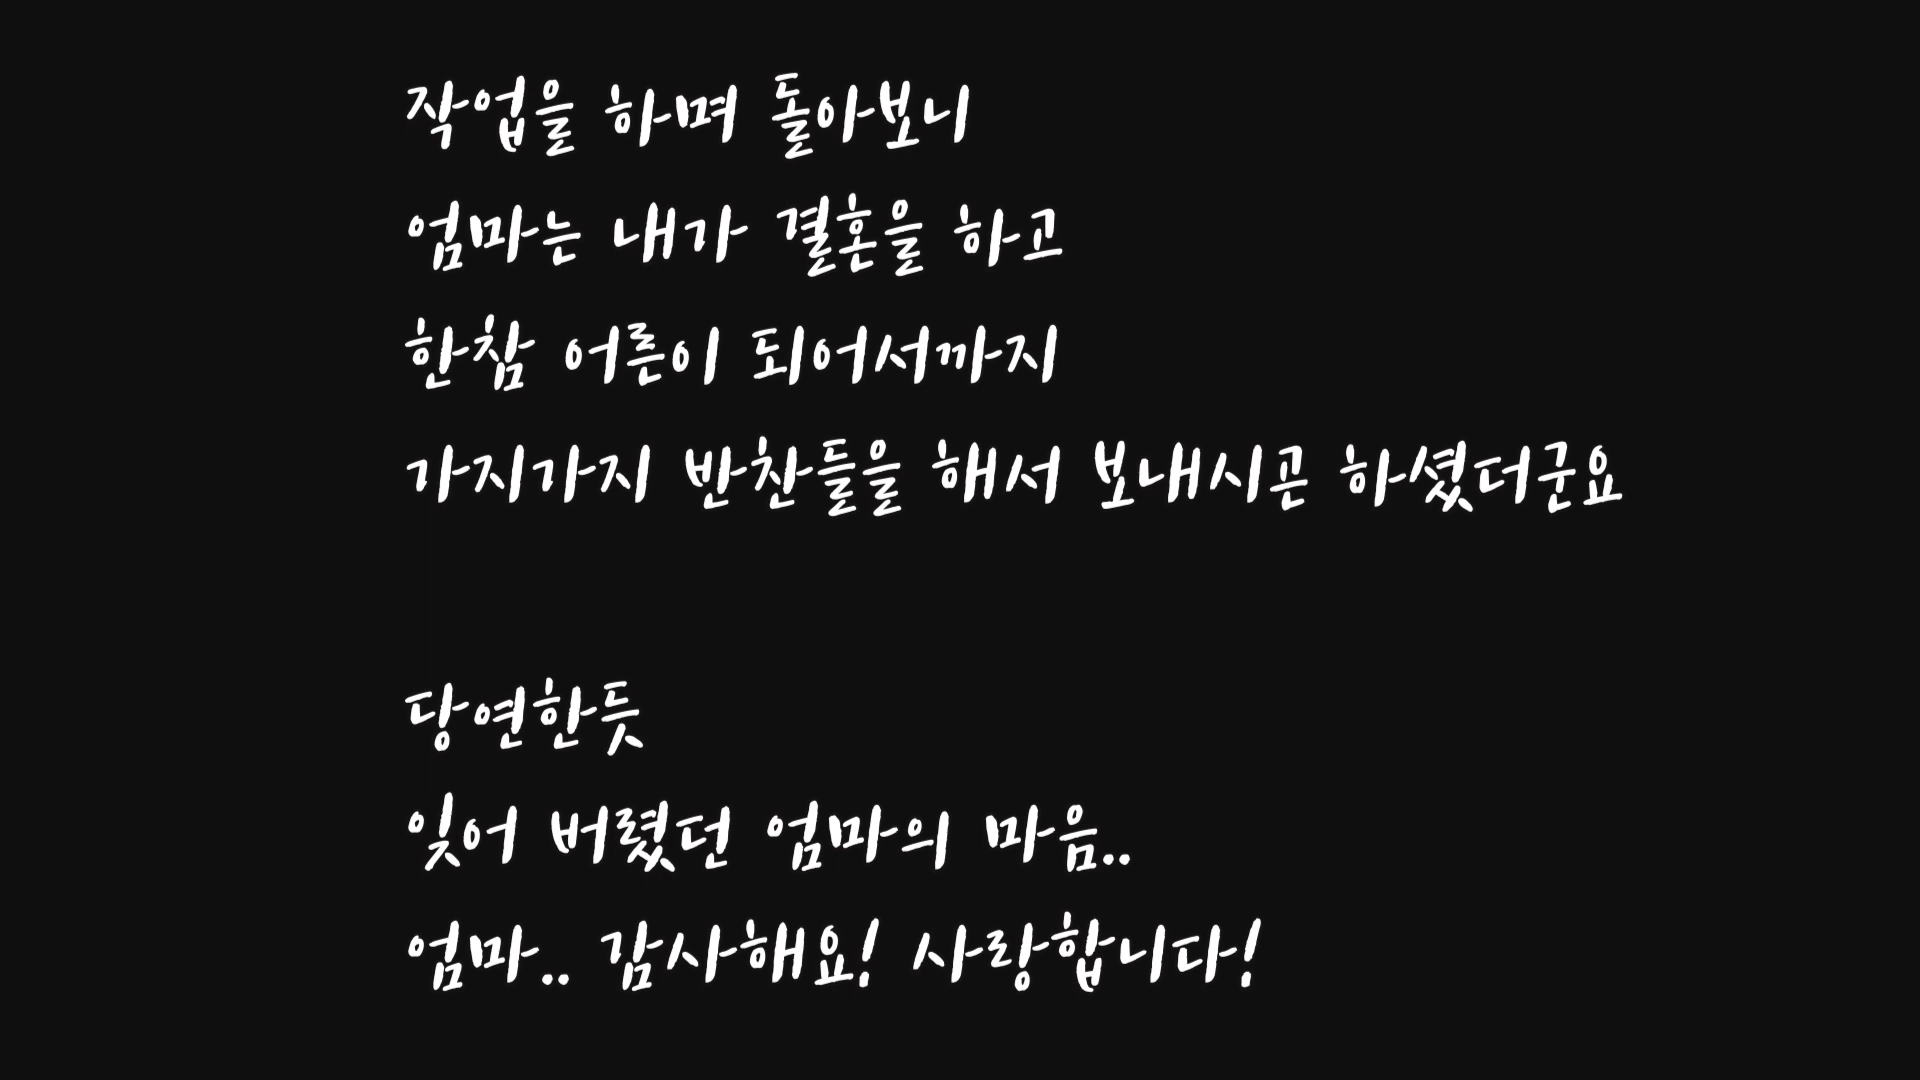 작업을 하며 돌아보니
엄마는 내가 결혼을 하고
한참 어른이 되어서까지
가지가지 반찬들을 해서 보내시곤 하셨더군요
당연한듯
잊어 버렸던 엄마의 마음..
엄마.. 감사해요! 사랑합니다!